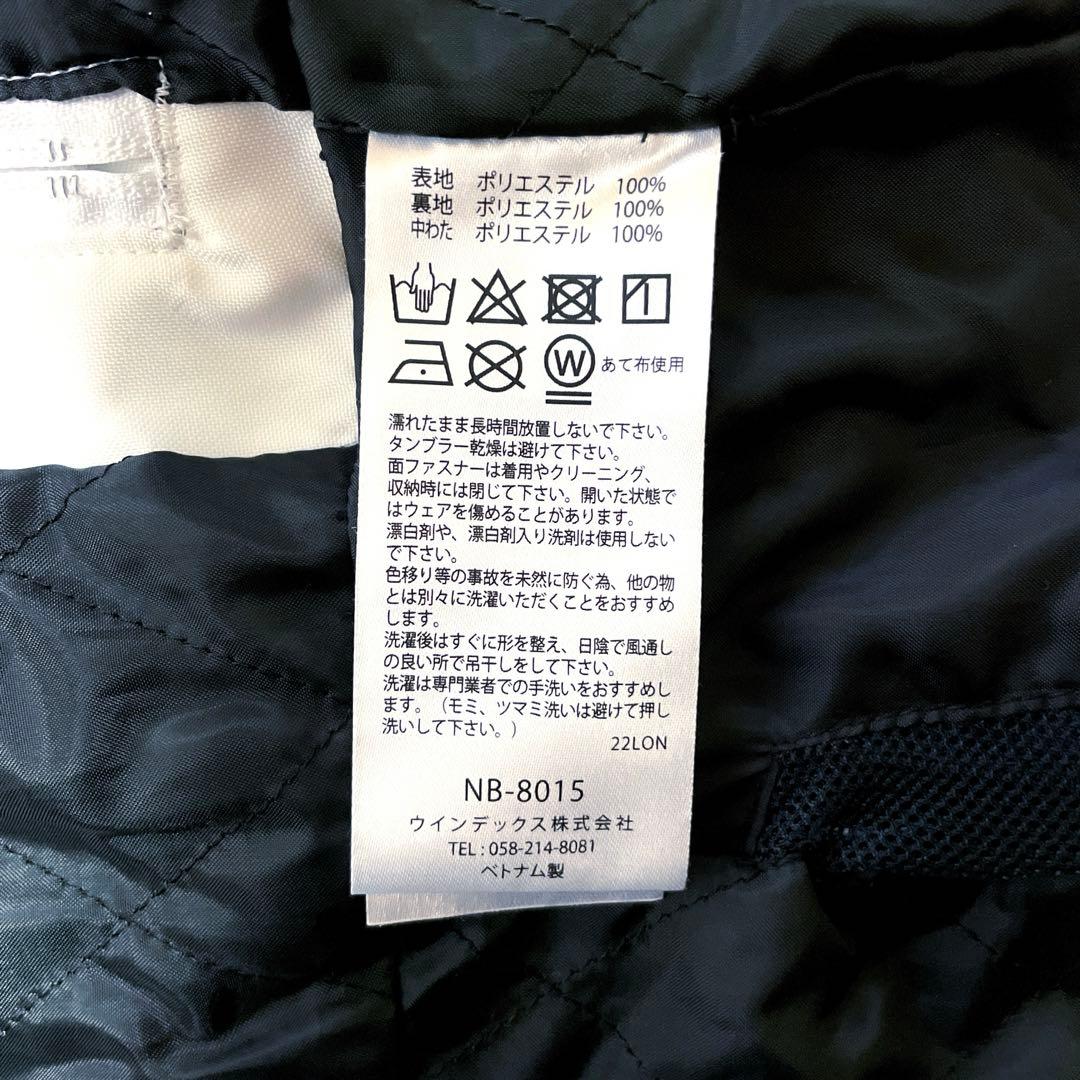 表地 ポリエステル 100%
裏地 ポリエステル 100%
中わた ポリエステル 100%
W あて布使用
濡れたまま長時間放置しないで下さい。
タンブラー乾燥は避けて下さい。
面ファスナーは着用やクリーニング、
収納時には閉じて下さい。開いた状態で
はウェアを傷めることがあります。
漂白剤や、漂白剤入り洗剤は使用しない
で下さい。
色移り等の事故を未然に防ぐ為、他の物
とは別々に洗濯いただくことをおすすめ
します。
洗濯後はすぐに形を整え、日陰で風通し
の良い所で吊干しをして下さい。
洗濯は専門業者での手洗いをおすすめし
ます。（モミ、ツマミ洗いは避けて押し
洗いして下さい。）
22LON
NB-8015
ウインデックス株式会社
TEL : 058-214-8081
ベトナム製